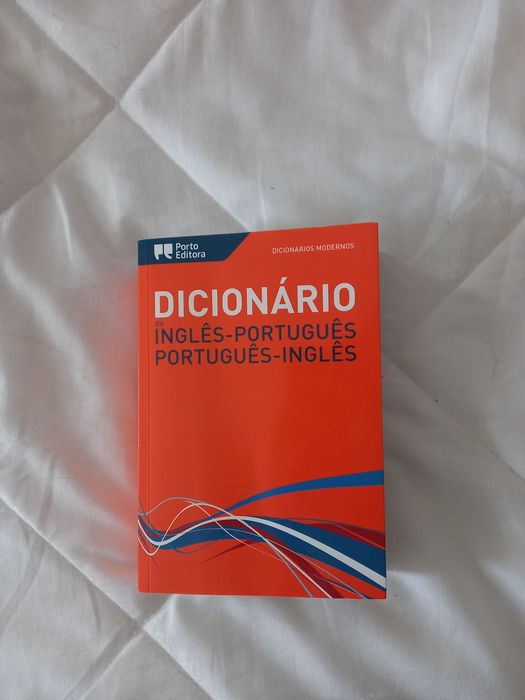 Porto
Editora
DICIONÁRIOS MODERNOS
DICIONÁRIO
de
INGLÊS-PORTUGUÊS
PORTUGUÊS-INGLÊS